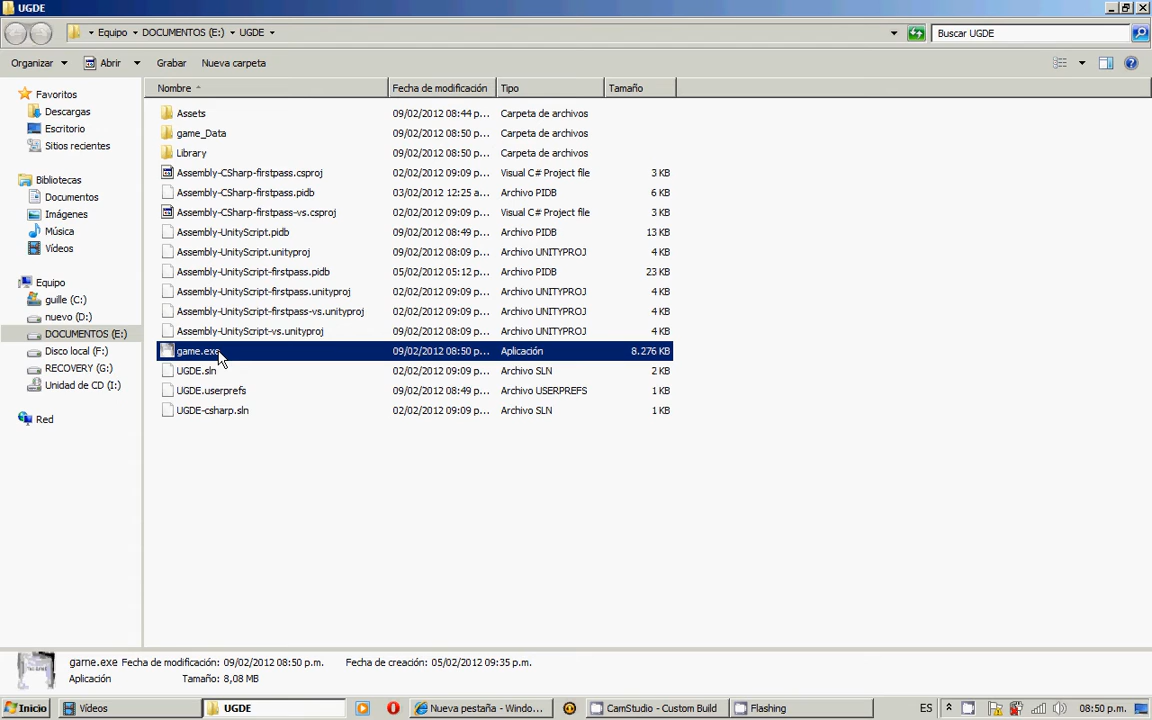 UGDE
Equipo DOCUMENTOS (E:) UGDE
Buscar UGDE
Organizar Abrir Grabar Nueva carpeta
Favoritos
Descargas
Escritorio
Sitios recientes
Bibliotecas
Documentos
Imágenes
Música
Vídeos
Equipo
guille (C:)
nuevo (D:)
DOCUMENTOS (E:)
Disco local (F:)
RECOVERY (G:)
Unidad de CD (I:)
Red
Nombre Fecha de modificación Tipo Tamaño
Assets 09/02/2012 08:44 p... Carpeta de archivos
game_Data 09/02/2012 08:50 p... Carpeta de archivos
Library 09/02/2012 08:50 p... Carpeta de archivos
Assembly-CSharp-firstpass.csproj 02/02/2012 09:09 p... Visual C# Project file 3 KB
Assembly-CSharp-firstpass.pidb 03/02/2012 12:25 a... Archivo PIDB 6 KB
Assembly-CSharp-firstpass-vs.csproj 02/02/2012 09:09 p... Visual C# Project file 3 KB
Assembly-UnityScript.pidb 09/02/2012 08:49 p... Archivo PIDB 13 KB
Assembly-UnityScript.unityproj 09/02/2012 08:09 p... Archivo UNITYPROJ 4 KB
Assembly-UnityScript-firstpass.pidb 05/02/2012 05:12 p... Archivo PIDB 23 KB
Assembly-UnityScript-firstpass.unityproj 02/02/2012 09:09 p... Archivo UNITYPROJ 4 KB
Assembly-UnityScript-firstpass-vs.unityproj 02/02/2012 09:09 p... Archivo UNITYPROJ 4 KB
Assembly-UnityScript-vs.unityproj 09/02/2012 08:09 p... Archivo UNITYPROJ 4 KB
game.exe 09/02/2012 08:50 p... Aplicación 8.276 KB
UGDE.sln 02/02/2012 09:09 p... Archivo SLN 2 KB
UGDE.userprefs 09/02/2012 08:49 p... Archivo USERPREFS 1 KB
UGDE-csharp.sln 02/02/2012 09:09 p... Archivo SLN 1 KB
game.exe Fecha de modificación: 09/02/2012 08:50 p.m. Fecha de creación: 05/02/2012 09:35 p.m.
Aplicación Tamaño: 8,08 MB
Inicio Vídeos UGDE Nueva pestaña - Windo... CamStudio - Custom Build Flashing ES 08:50 p.m.